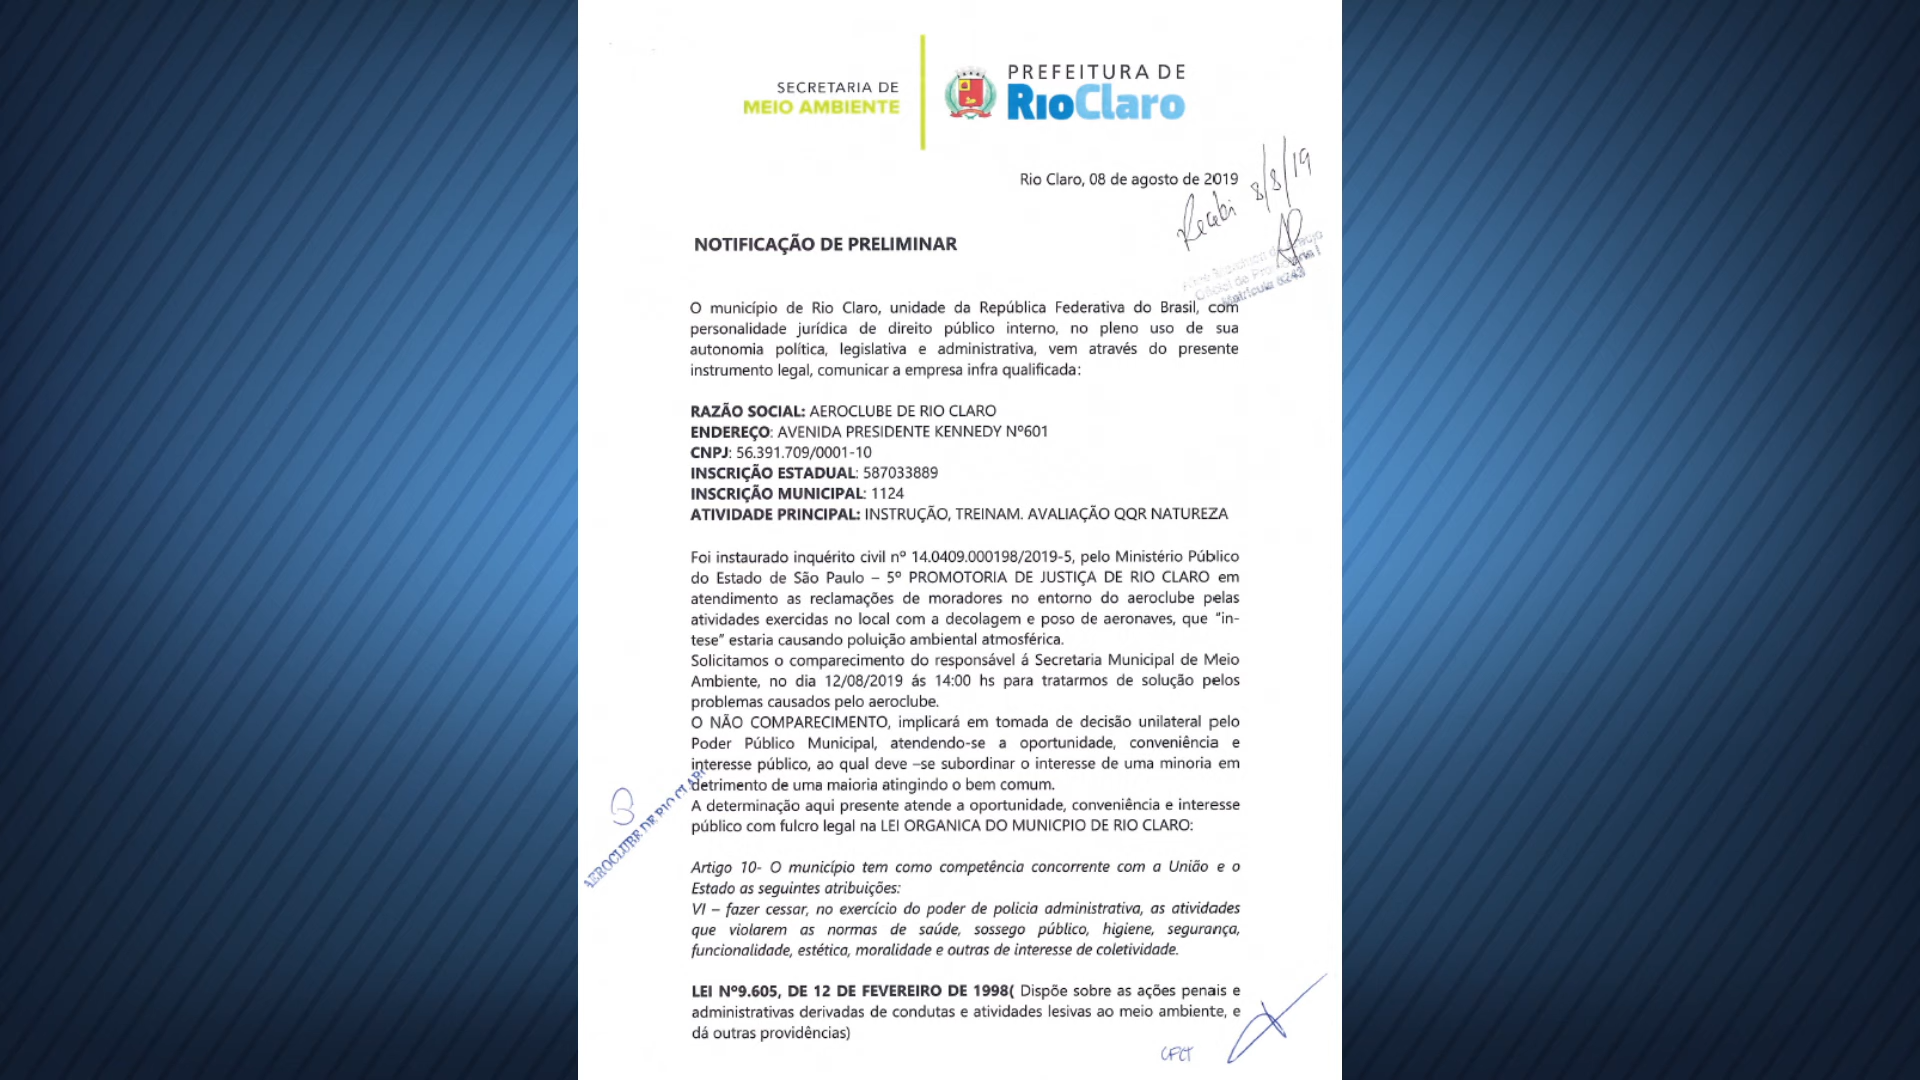 SECRETARIA DE
MEIO AMBIENTE
PREFEITURA DE
RioClaro
Rio Claro, 08 de agosto de 2019
Recebi 8/8/19
Oficial de
Matrícula
NOTIFICAÇÃO DE PRELIMINAR
O município de Rio Claro, unidade da República Federativa do Brasil, com
personalidade jurídica de direito público interno, no pleno uso de sua
autonomia política, legislativa e administrativa, vem através do presente
instrumento legal, comunicar a empresa infra qualificada:
RAZÃO SOCIAL: AEROCLUBE DE RIO CLARO
ENDEREÇO: AVENIDA PRESIDENTE KENNEDY Nº601
CNPJ: 56.391.709/0001-10
INSCRIÇÃO ESTADUAL: 587033889
INSCRIÇÃO MUNICIPAL: 1124
ATIVIDADE PRINCIPAL: INSTRUÇÃO, TREINAM. AVALIAÇÃO QQR NATUREZA
Foi instaurado inquérito civil nº 14.0409.000198/2019-5, pelo Ministério Público
do Estado de São Paulo – 5º PROMOTORIA DE JUSTIÇA DE RIO CLARO em
atendimento as reclamações de moradores no entorno do aeroclube pelas
atividades exercidas no local com a decolagem e poso de aeronaves, que “in-
tese” estaria causando poluição ambiental atmosférica.
Solicitamos o comparecimento do responsável á Secretaria Municipal de Meio
Ambiente, no dia 12/08/2019 ás 14:00 hs para tratarmos de solução pelos
problemas causados pelo aeroclube.
O NÃO COMPARECIMENTO, implicará em tomada de decisão unilateral pelo
Poder Público Municipal, atendendo-se a oportunidade, conveniência e
interesse público, ao qual deve –se subordinar o interesse de uma minoria em
detrimento de uma maioria atingindo o bem comum.
A determinação aqui presente atende a oportunidade, conveniência e interesse
público com fulcro legal na LEI ORGANICA DO MUNICPIO DE RIO CLARO:
AEROCLUBE DE RIO CLARO
Artigo 10- O município tem como competência concorrente com a União e o
Estado as seguintes atribuições:
VI – fazer cessar, no exercício do poder de policia administrativa, as atividades
que violarem as normas de saúde, sossego público, higiene, segurança,
funcionalidade, estética, moralidade e outras de interesse de coletividade.
LEI Nº9.605, DE 12 DE FEVEREIRO DE 1998( Dispõe sobre as ações penais e
administrativas derivadas de condutas e atividades lesivas ao meio ambiente, e
dá outras providências)